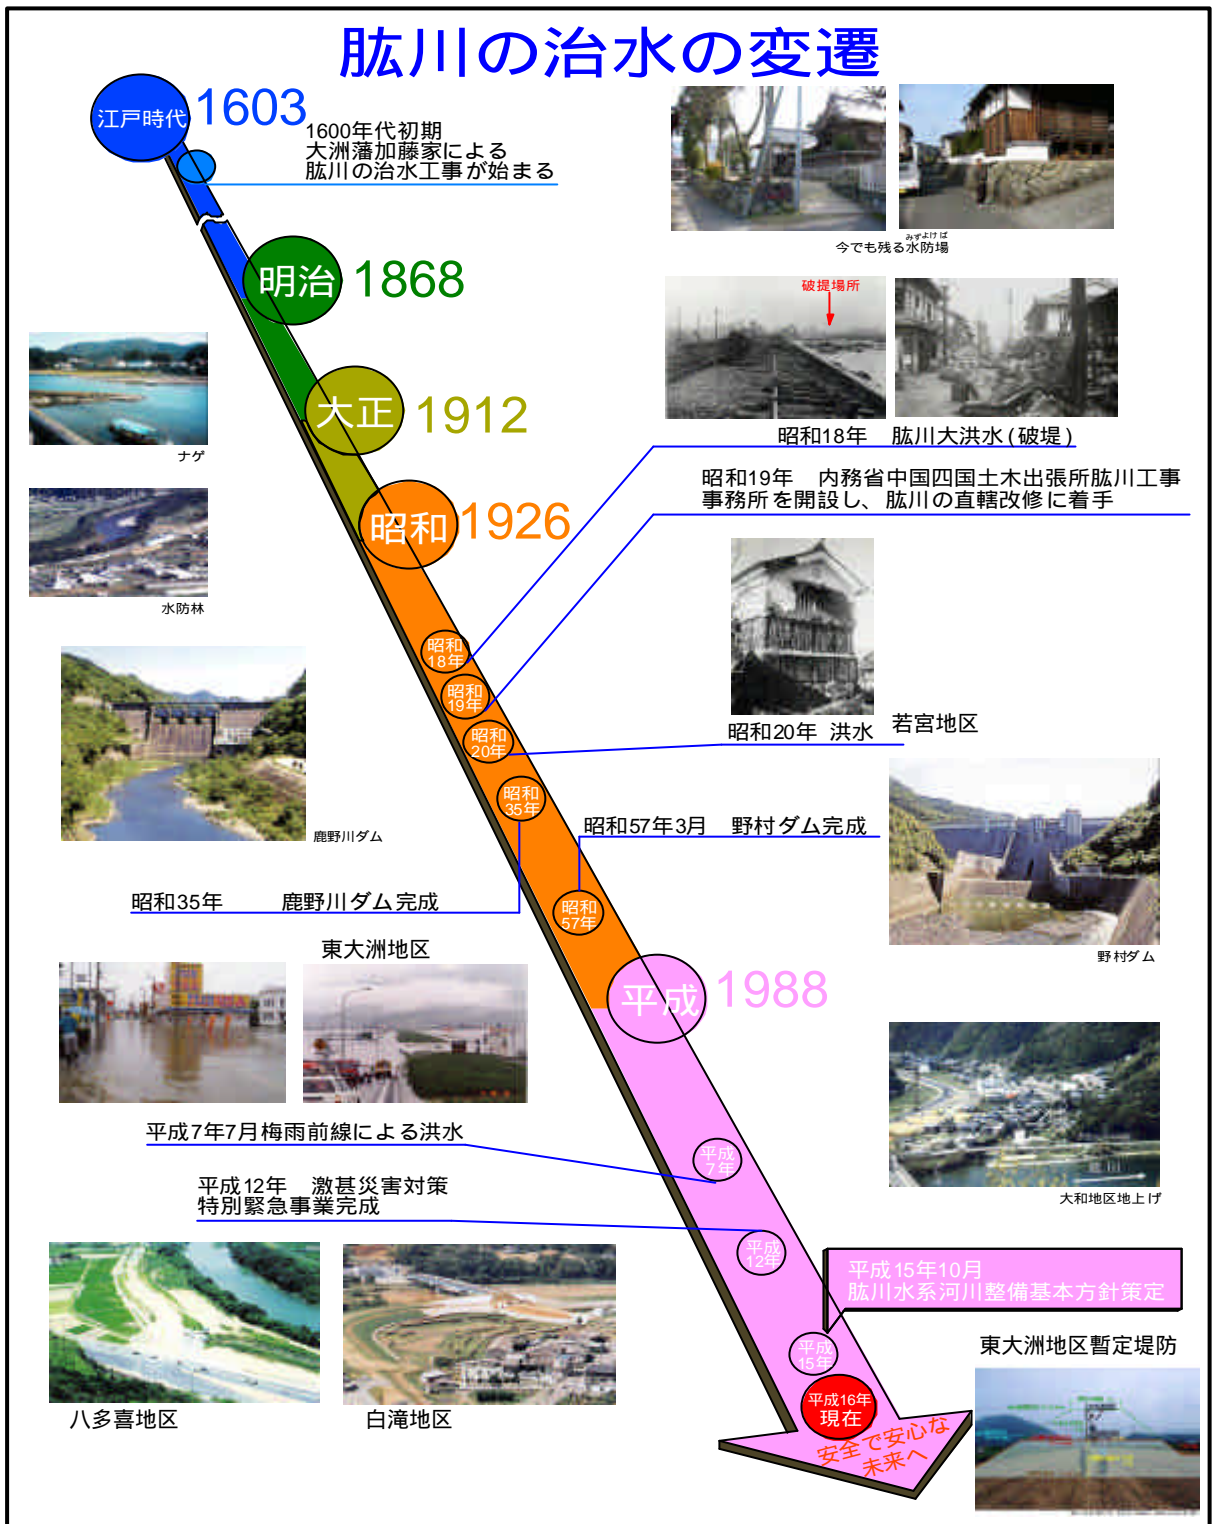 肱川の治水の変遷
江戸時代
1603
1600年代初期
大洲藩加藤家による
肱川の治水工事が始まる
みずよけば
今でも残る水防場
明治
1868
破提場所
ナゲ
大正
1912
昭和18年 肱川大洪水(破堤)
昭和19年 内務省中国四国土木出張所肱川工事
事務所を開設し、肱川の直轄改修に着手
昭和
1926
水防林
昭和
18年
昭和
19年
昭和
20年
昭和20年 洪水
若宮地区
昭和
35年
鹿野川ダム
昭和57年3月 野村ダム完成
昭和35年 鹿野川ダム完成
昭和
57年
野村ダム
東大洲地区
平成
1988
平成7年7月梅雨前線による洪水
平成
7年
平成12年 激甚災害対策
特別緊急事業完成
大和地区地上げ
平成
12年
平成15年10月
肱川水系河川整備基本方針策定
平成
15年
東大洲地区暫定堤防
平成16年
現在
八多喜地区
白滝地区
安全で安心な
未来へ